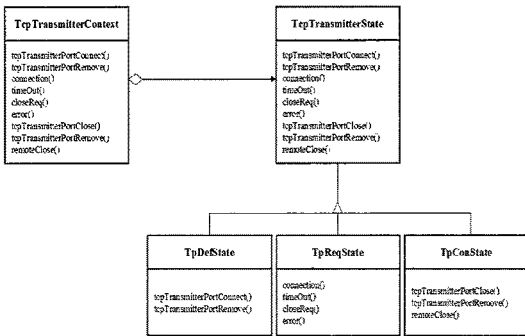 TcpTransmitterContext
tcpTransmitterPortConnect()
tcpTransmitterPortRemove()
connection()
timeOut()
closeReq()
error()
tcpTransmitterPortClose()
tcpTransmitterPortRemove()
remoteClose()
TcpTransmitterState
tcpTransmitterPortConnect()
tcpTransmitterPortRemove()
connection()
timeOut()
closeReq()
error()
tcpTransmitterPortClose()
tcpTransmitterPortRemove()
remoteClose()
TpDefState
tcpTransmitterPortConnect()
tcpTransmitterPortRemove()
TpReqState
connection()
timeOut()
closeReq()
error()
TpConState
tcpTransmitterPortClose()
tcpTransmitterPortRemove()
remoteClose()